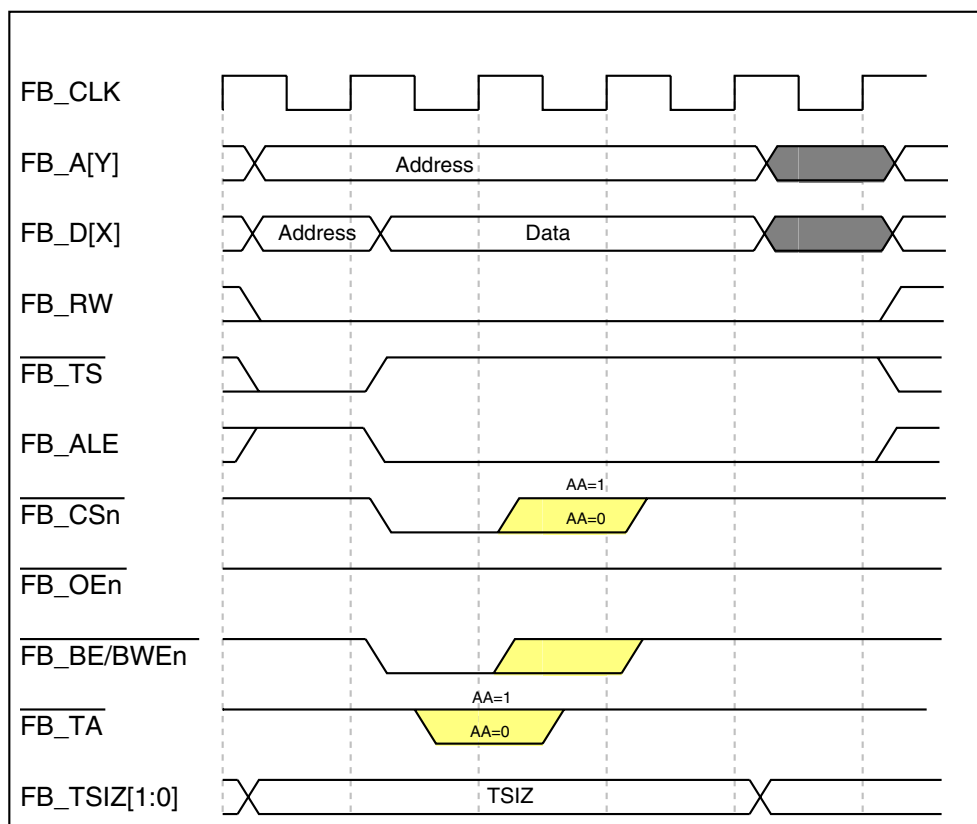 FB_CLK
FB_A[Y]
Address
FB_D[X]
Address
Data
FB_RW
FB_TS
FB_ALE
AA=1
FB_CSn
AA=0
FB_OEn
FB_BE/BWEn
AA=1
FB_TA
AA=0
FB_TSIZ[1:0]
TSIZ